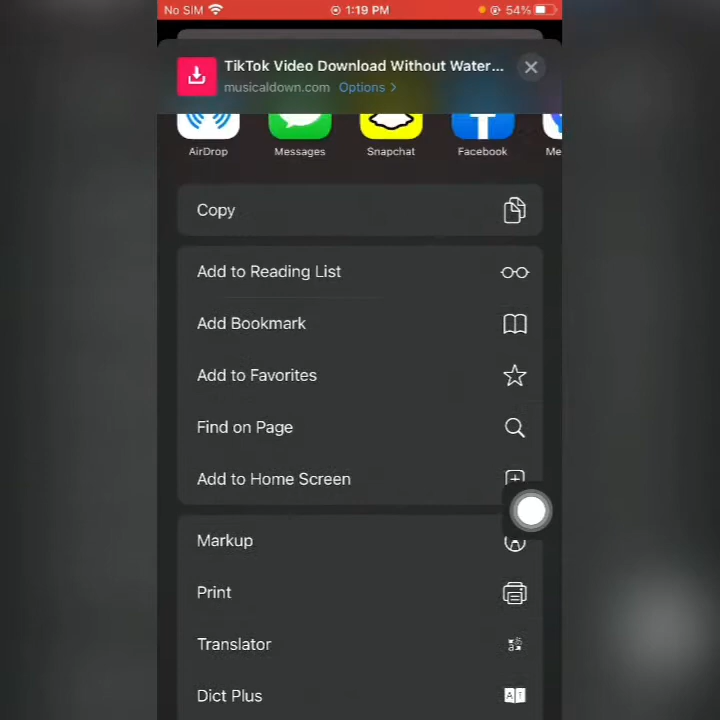 No SIM 1:19 PM 54%
TikTok Video Download Without Water...
musicaldown.com Options >
AirDrop Messages Snapchat Facebook Me
Copy
Add to Reading List
Add Bookmark
Add to Favorites
Find on Page
Add to Home Screen
Markup
Print
Translator
Dict Plus